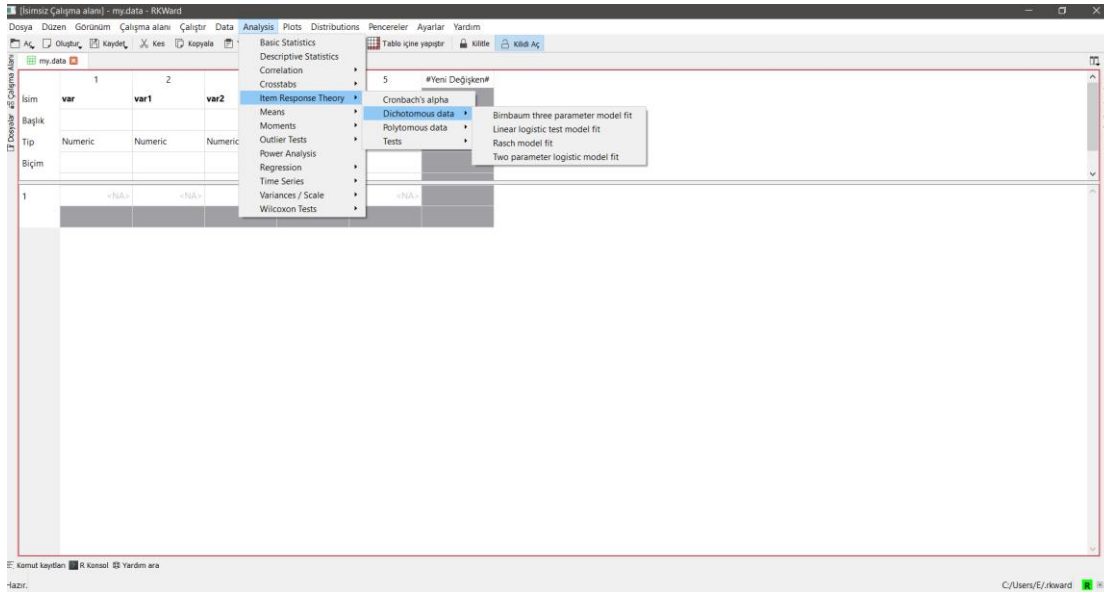 [İsimsiz Çalışma alanı] - my.data - RKWard
Dosya Düzen Görünüm Çalışma alanı Çalıştır Data Analysis Plots Distributions Pencereler Ayarlar Yardım
Aç Oluştur Kaydet Kes Kopyala Tablo içine yapıştır Kilitle Kilidi Aç
my.data
Çalışma Alanı
Dosyalar
1 2 5 #Yeni Değişken#
İsim var var1 var2
Başlık
Tip Numeric Numeric Numeric
Biçim
1 <NA> <NA> <NA>
Basic Statistics
Descriptive Statistics
Correlation
Crosstabs
Item Response Theory
Means
Moments
Outlier Tests
Power Analysis
Regression
Time Series
Variances / Scale
Wilcoxon Tests
Cronbach's alpha
Dichotomous data
Polytomous data
Tests
Birnbaum three parameter model fit
Linear logistic test model fit
Rasch model fit
Two parameter logistic model fit
Komut kayıtları R Konsol Yardım ara
Hazır. C:/Users/E/.rkward R